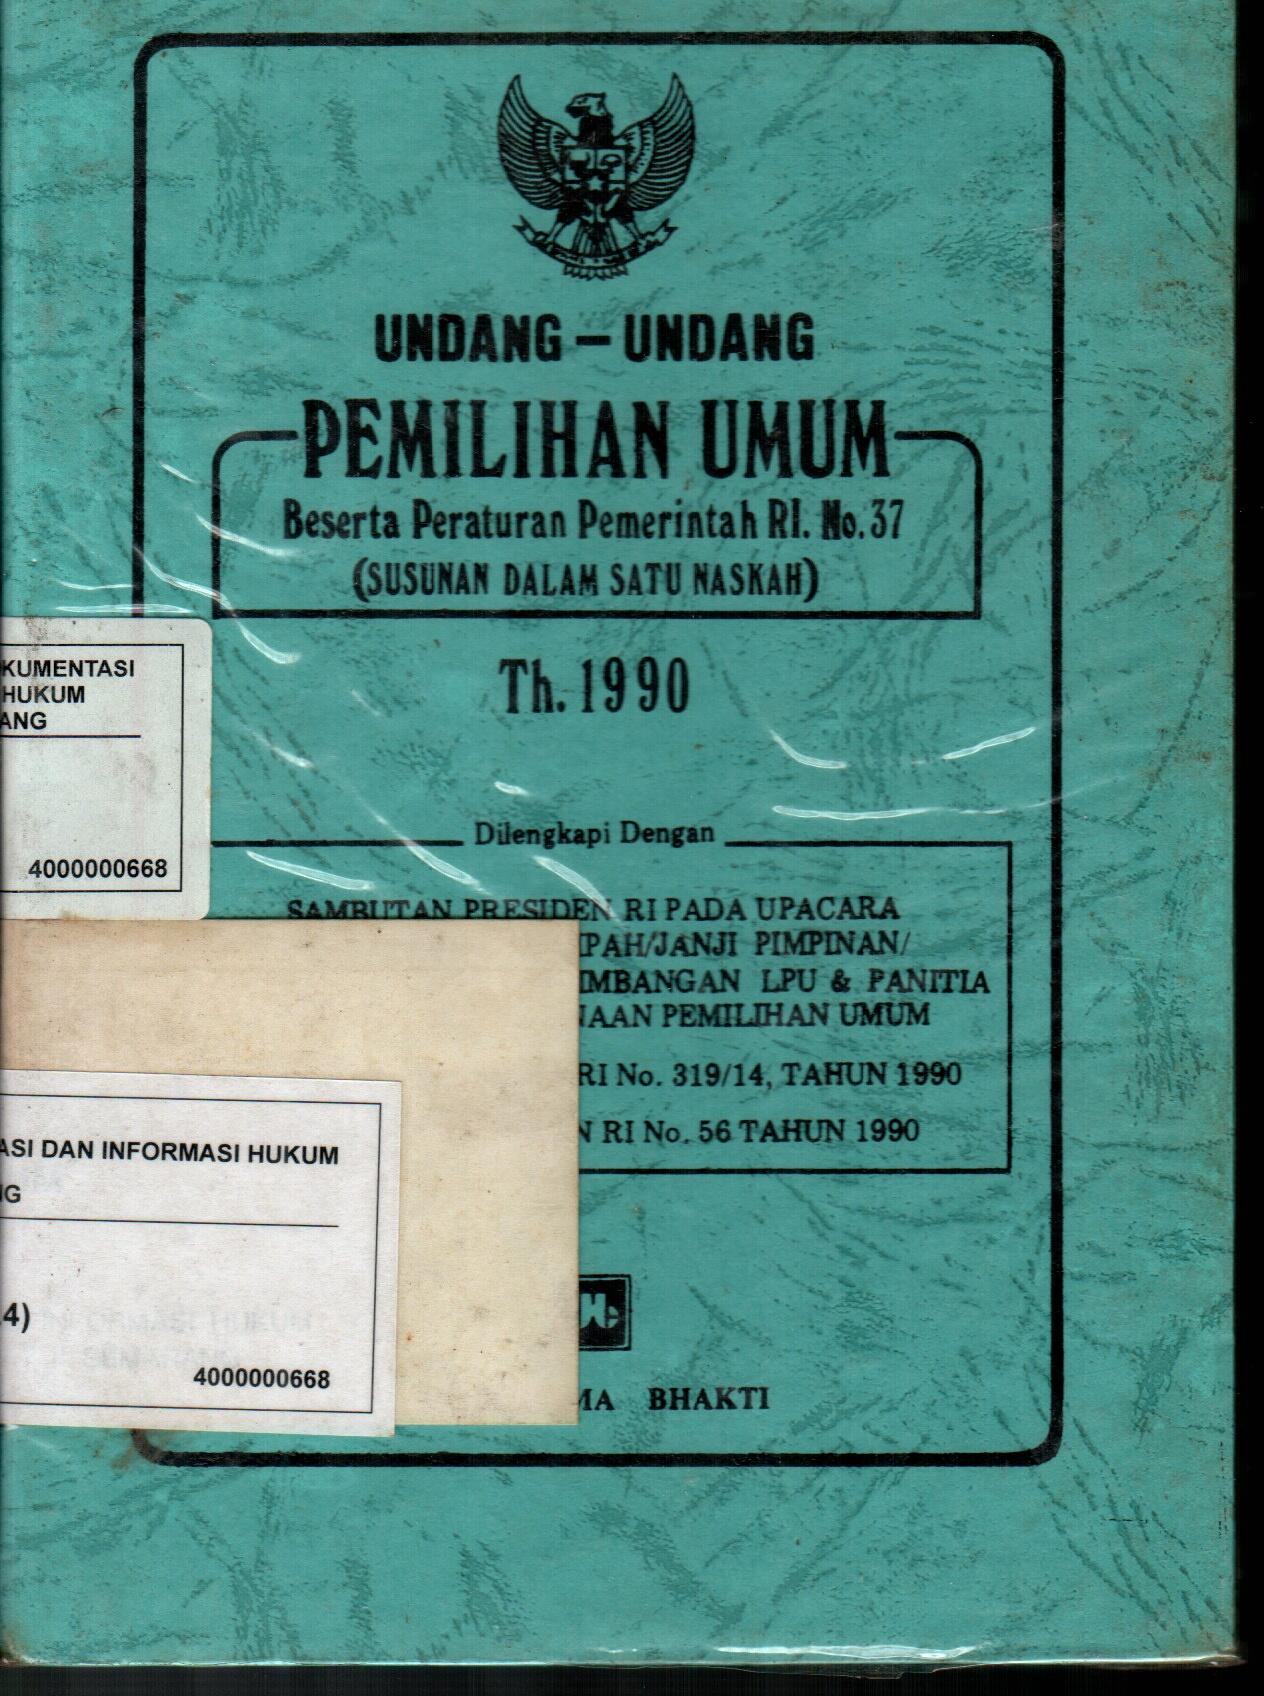 UNDANG – UNDANG
PEMILIHAN UMUM
Beserta Peraturan Pemerintah RI. No. 37
(SUSUNAN DALAM SATU NASKAH)
Th. 1990
Dilengkapi Dengan
SAMBUTAN PRESIDEN RI PADA UPACARA
PAH/JANJI PIMPINAN/
IMBANGAN LPU & PANITIA
NAAN PEMILIHAN UMUM
RI No. 319/14, TAHUN 1990
N RI No. 56 TAHUN 1990
MA BHAKTI
KUMENTASI
HUKUM
ANG
4000000668
ASI DAN INFORMASI HUKUM
NG
4)
4000000668